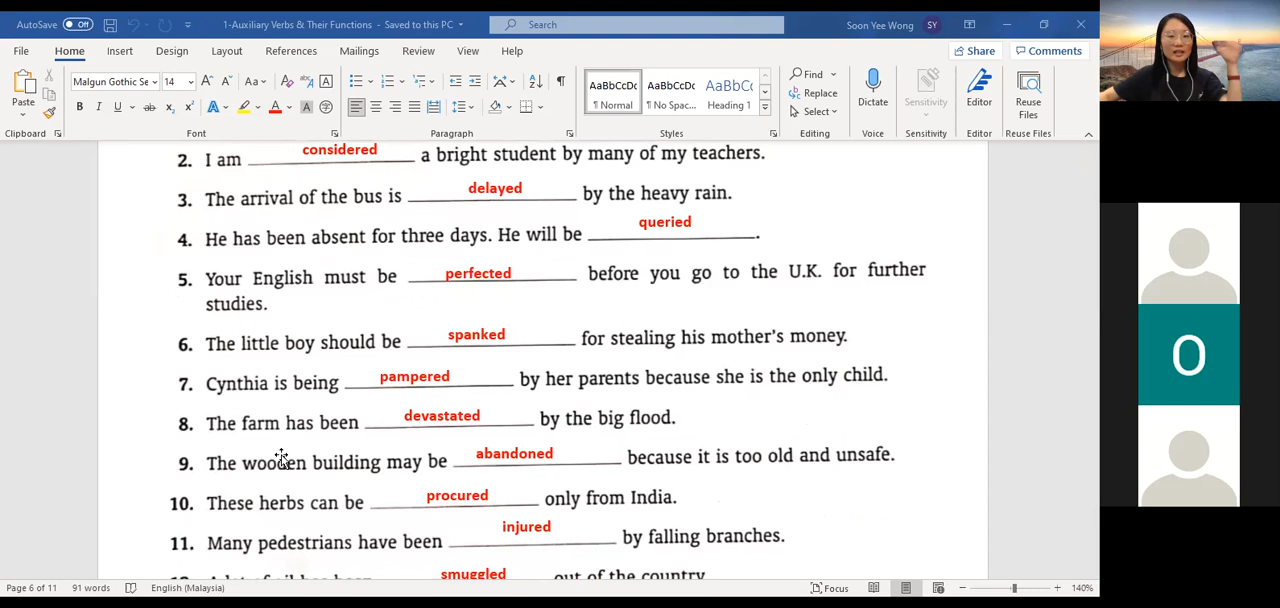 AutoSave Off 1-Auxiliary Verbs & Their Functions - Saved to this PC Search Soon Yee Wong SY
File Home Insert Design Layout References Mailings Review View Help Share Comments
Malgun Gothic Se 14 Aa A
Paste B I U ab x₂ x² A A A
AaBbCcDc AaBbCcDc AaBbCc
¶ Normal ¶ No Spac... Heading 1
Find
Replace
Select
Dictate Sensitivity Editor Reuse Files
Clipboard Font Paragraph Styles Editing Voice Sensitivity Editor Reuse Files
2. I am considered a bright student by many of my teachers.
3. The arrival of the bus is delayed by the heavy rain.
4. He has been absent for three days. He will be queried.
5. Your English must be perfected before you go to the U.K. for further
studies.
6. The little boy should be spanked for stealing his mother's money.
7. Cynthia is being pampered by her parents because she is the only child.
8. The farm has been devastated by the big flood.
9. The wooden building may be abandoned because it is too old and unsafe.
10. These herbs can be procured only from India.
11. Many pedestrians have been injured by falling branches.
smuggled out of the country
O
Page 6 of 11 91 words English (Malaysia) Focus 140%